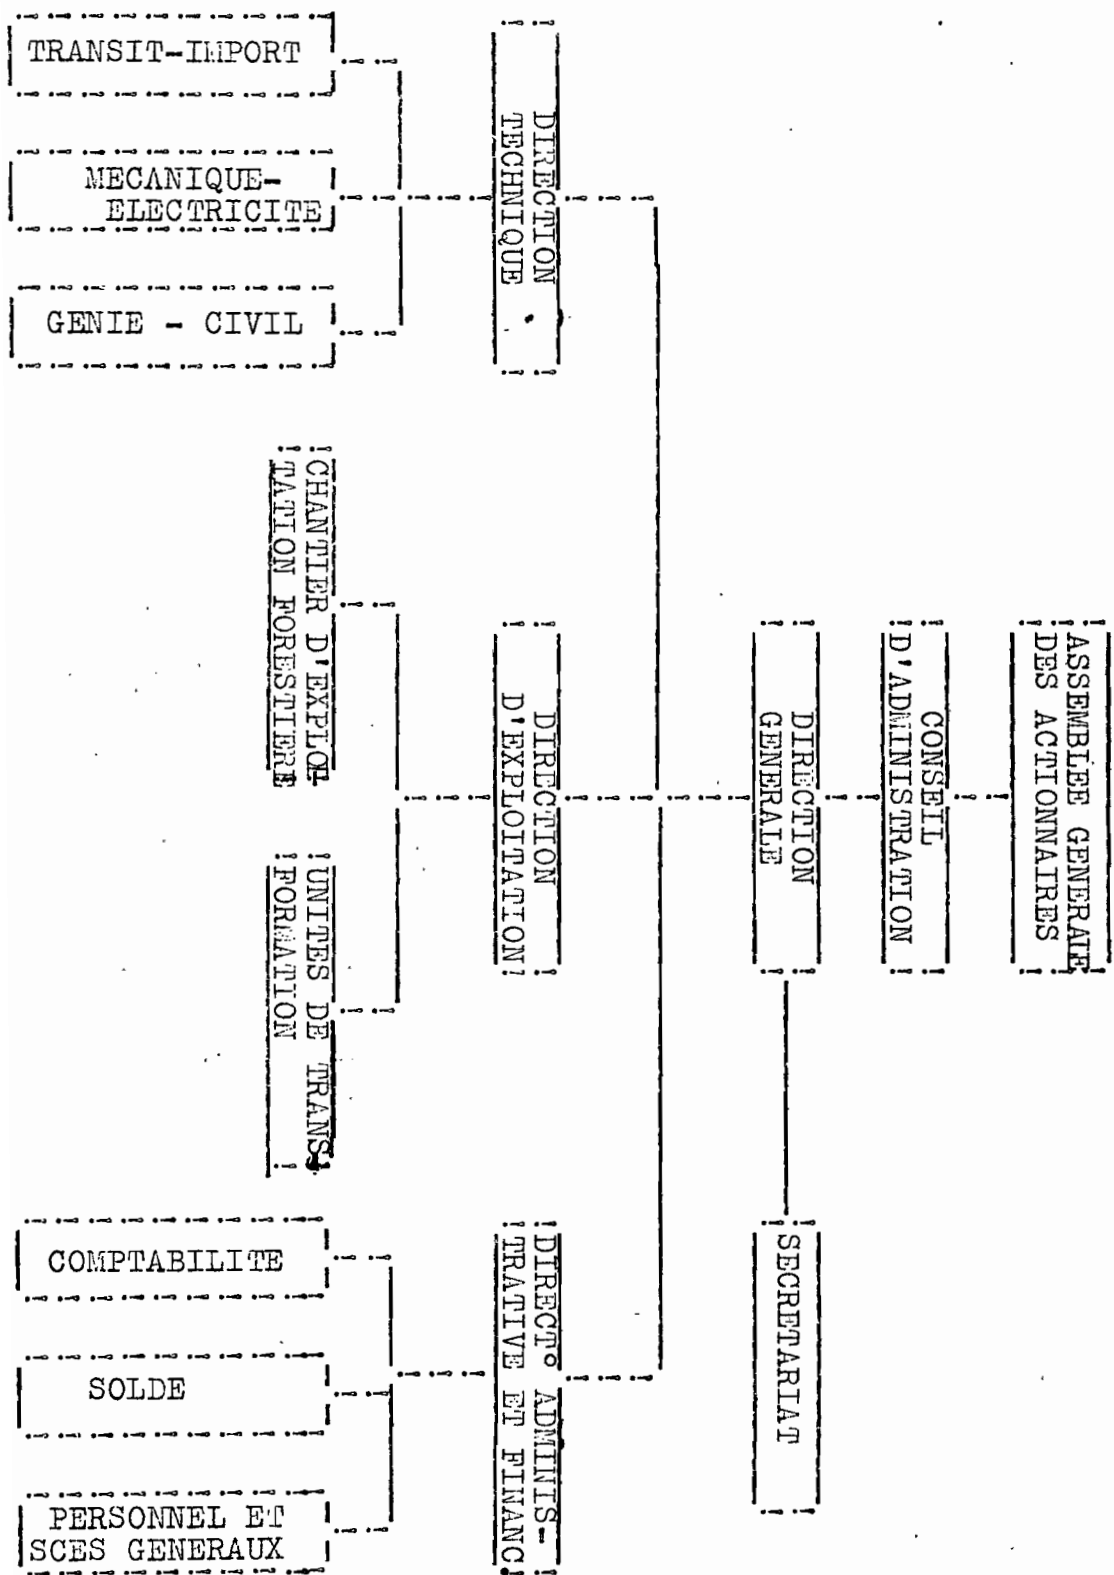 ASSEMBLEE GENERALE
DES ACTIONNAIRES
CONSEIL
D'ADMINISTRATION
DIRECTION
GENERALE
SECRETARIAT
DIRECTION
TECHNIQUE
DIRECTION
D'EXPLOITATION
DIRECT° ADMINIS-
TRATIVE ET FINANC.
TRANSIT-IMPORT
MECANIQUE-
ELECTRICITE
GENIE - CIVIL
CHANTIER D'EXPLOI
TATION FORESTIERE
UNITES DE TRANS
FORMATION
COMPTABILITE
SOLDE
PERSONNEL ET
SCES GENERAUX